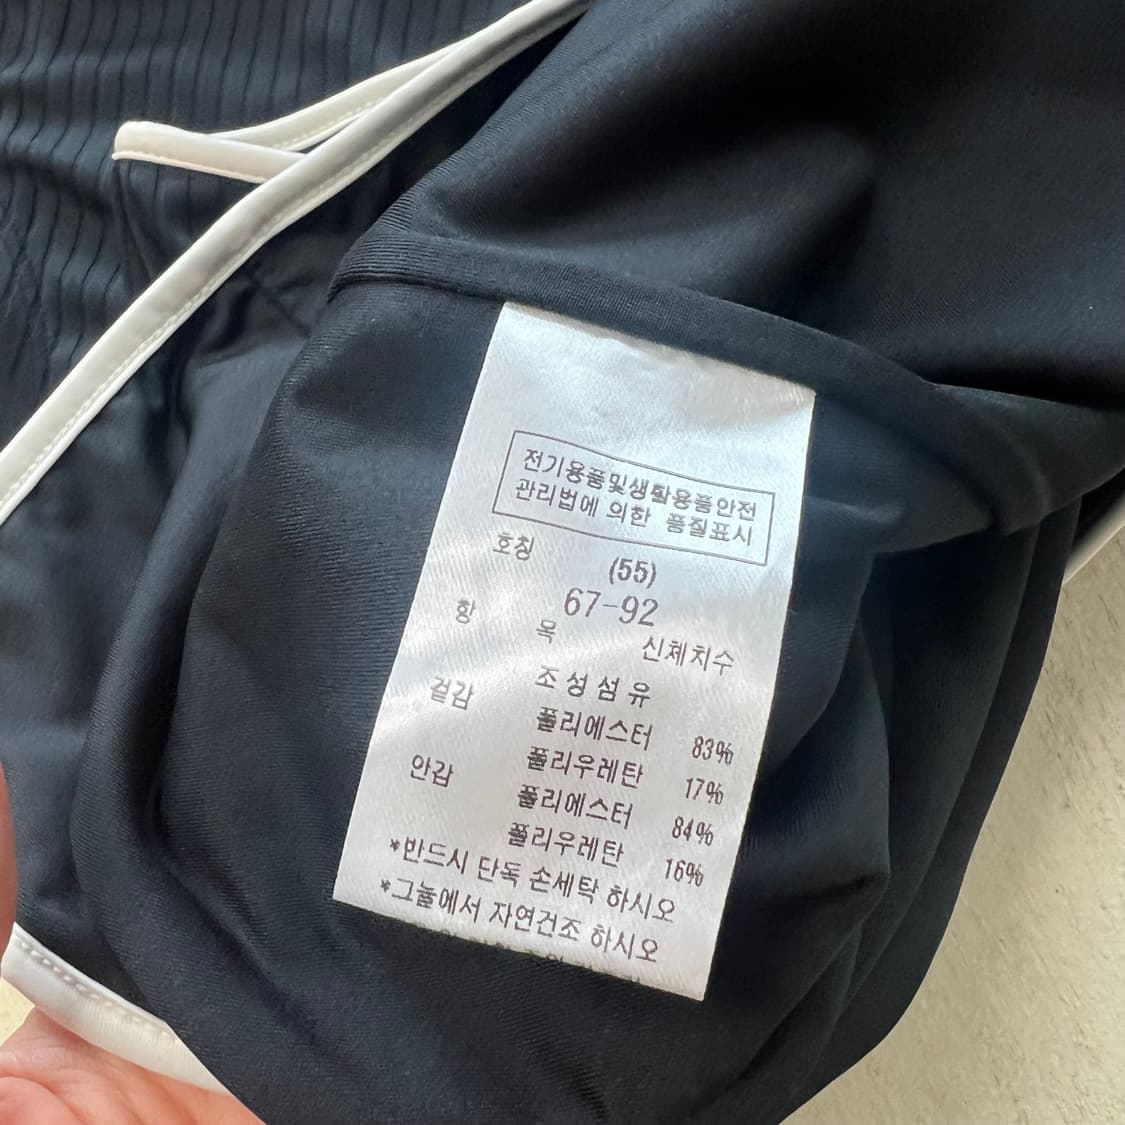 전기용품및생활용품안전
관리법에 의한 품질표시
호칭 (55)
67-92
항 목 신체치수
겉감 조성섬유
폴리에스터 83%
폴리우레탄 17%
안감 폴리에스터 84%
폴리우레탄 16%
*반드시 단독 손세탁 하시오
*그늘에서 자연건조 하시오